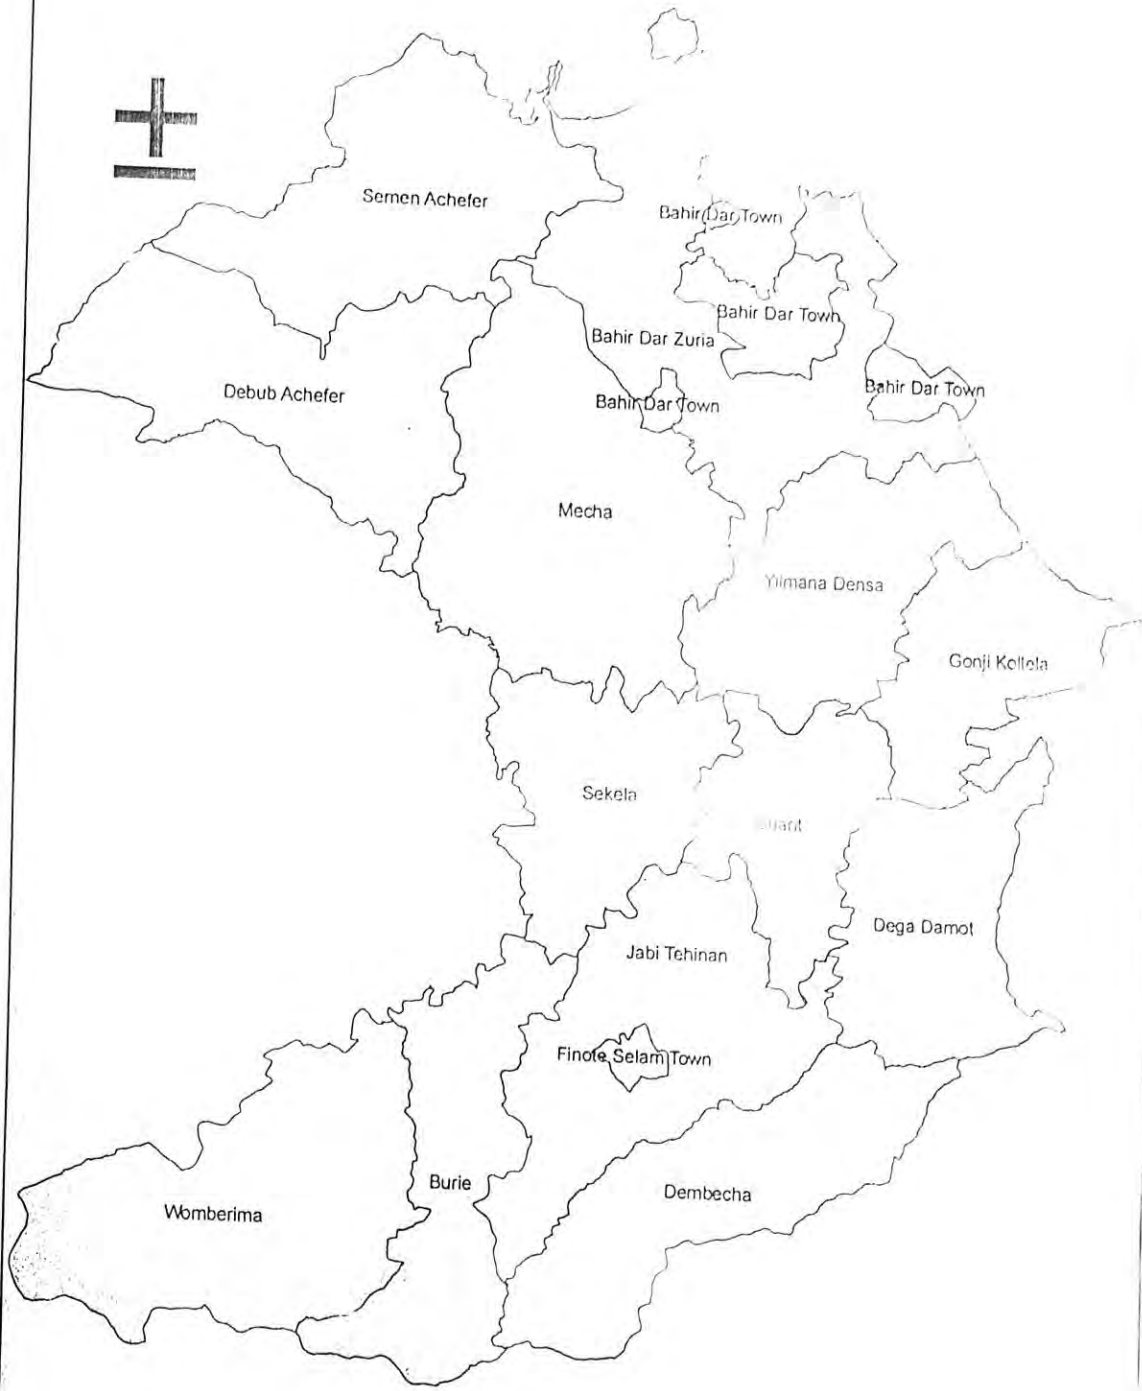 Semen Achefer
Bahir Dar Town
Bahir Dar Town
Bahir Dar Zuria
Bahir Dar Town
Debub Achefer
Bahir Dar Town
Mecha
Yilmana Densa
Gonji Kollela
Sekela
Dega Damot
Jabi Tehinan
Finote Selam Town
Burie
Dembecha
Womberima